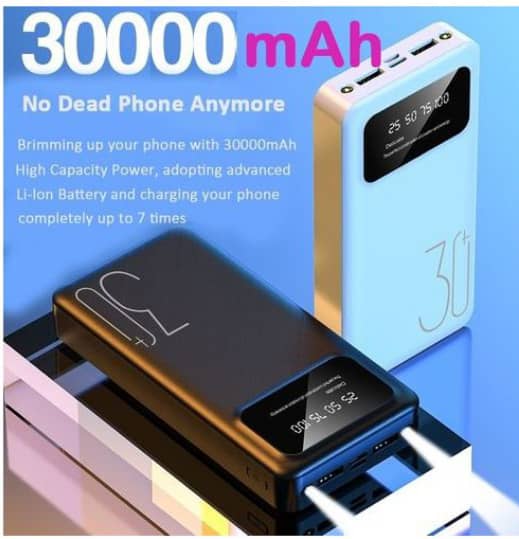 30000mAh
No Dead Phone Anymore
Brimming up your phone with 30000mAh
High Capacity Power, adopting advanced
Li-Ion Battery and charging your phone
completely up to 7 times
25 50 75 100
Dedicate
30+
30+
Dedicate
25 50 75 100